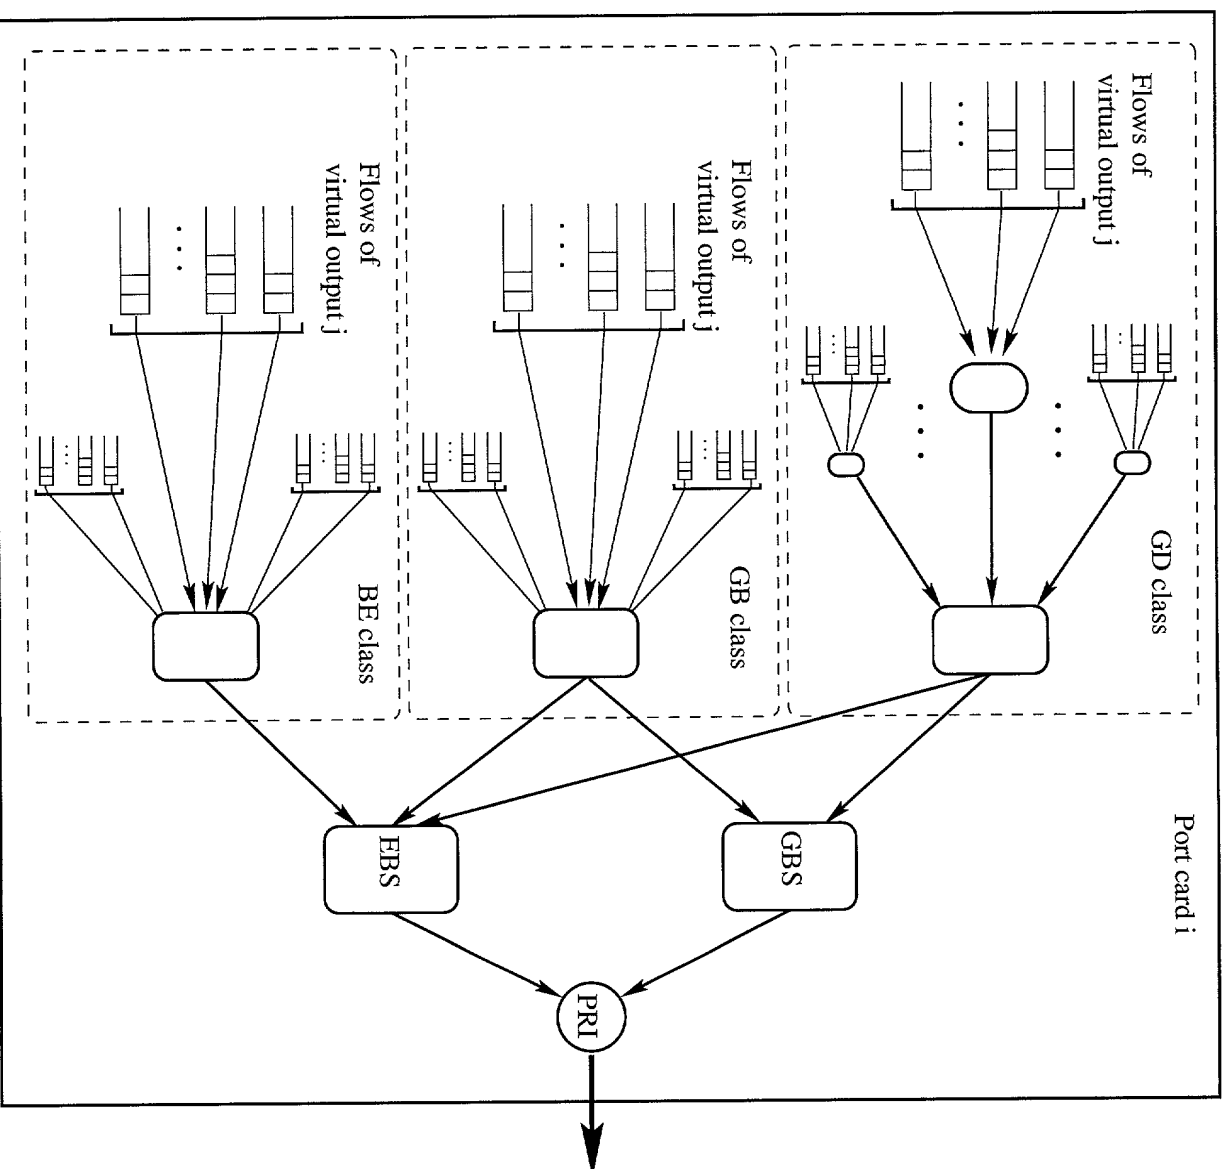 Port card i
GD class
Flows of
virtual output j
GBS
GB class
Flows of
virtual output j
PRI
EBS
BE class
Flows of
virtual output j